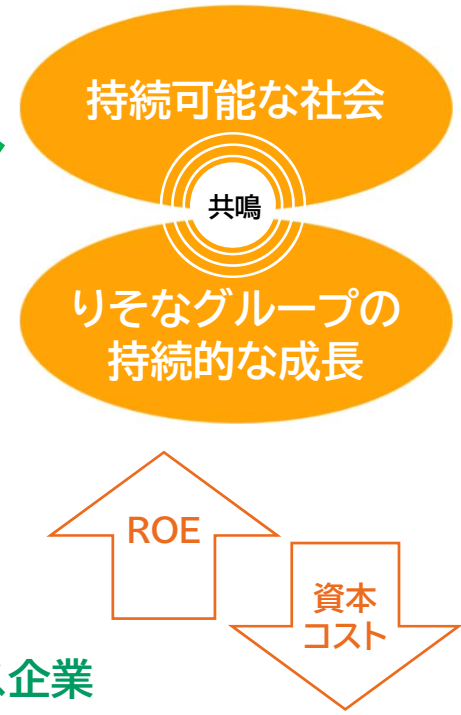 持続可能な社会
共鳴
りそなグループの
持続的な成長
ROE
資本
コスト
企業